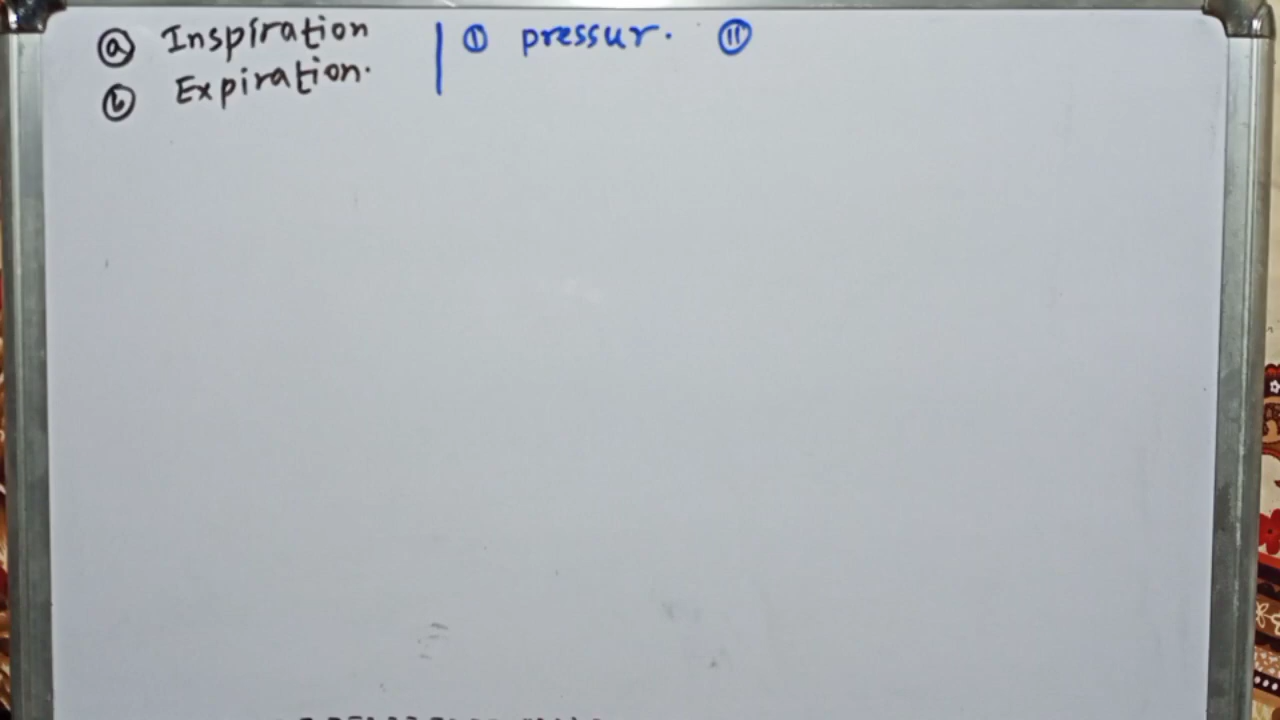 ⓐ Inspiration | ① pressur. ⑪
ⓑ Expiration.